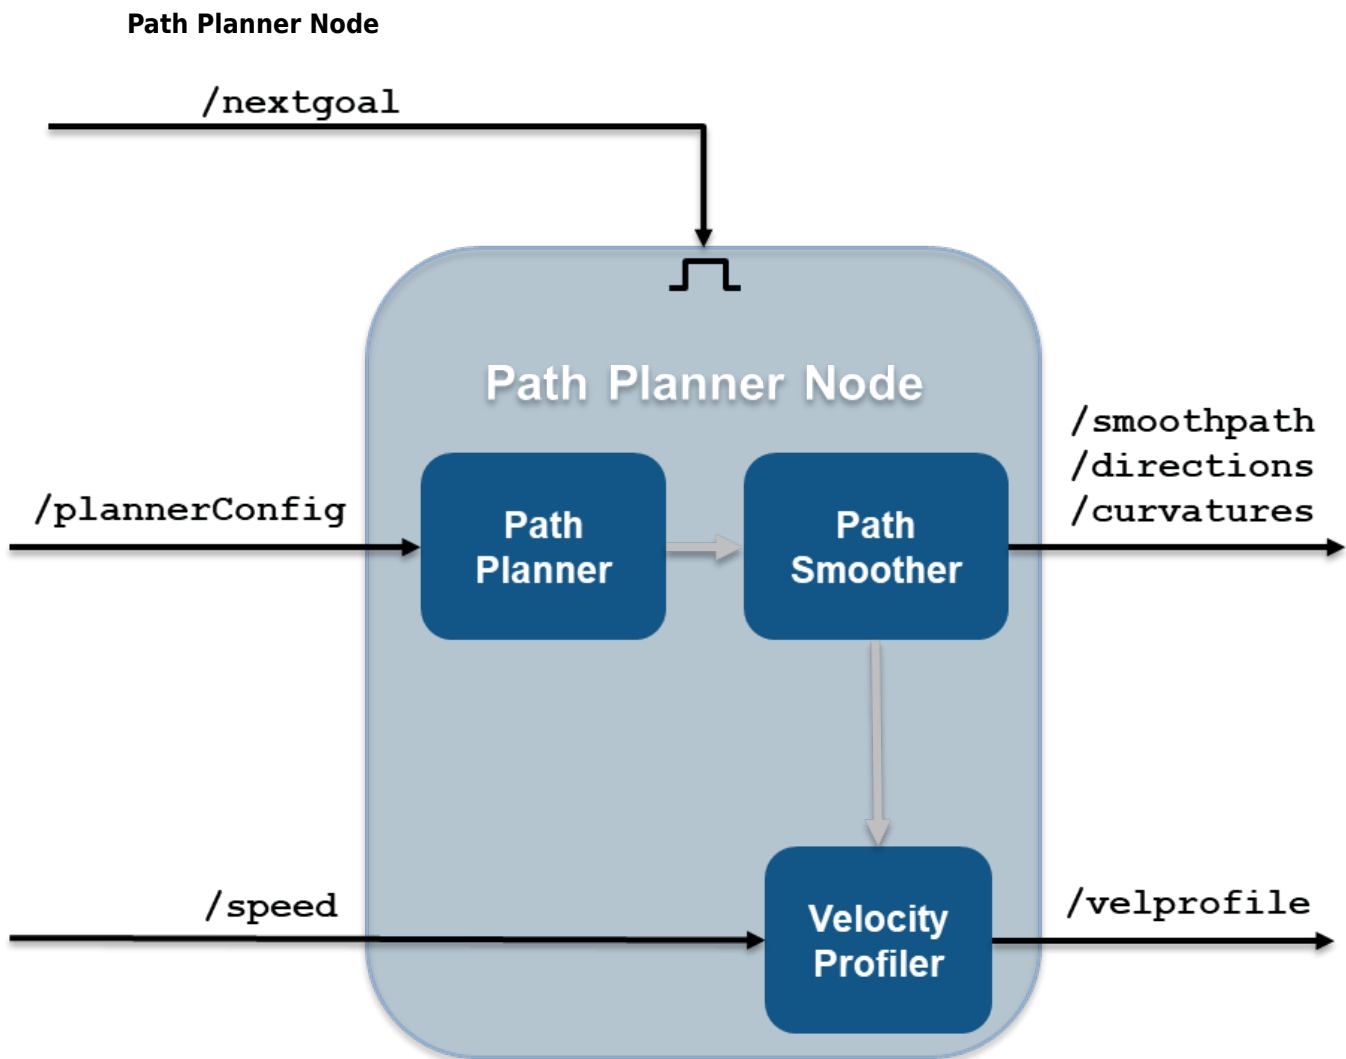 Path Planner Node
/nextgoal
Path Planner Node
/smoothpath
/directions
/curvatures
/plannerConfig
Path
Planner
Path
Smoother
/speed
Velocity
Profiler
/velprofile